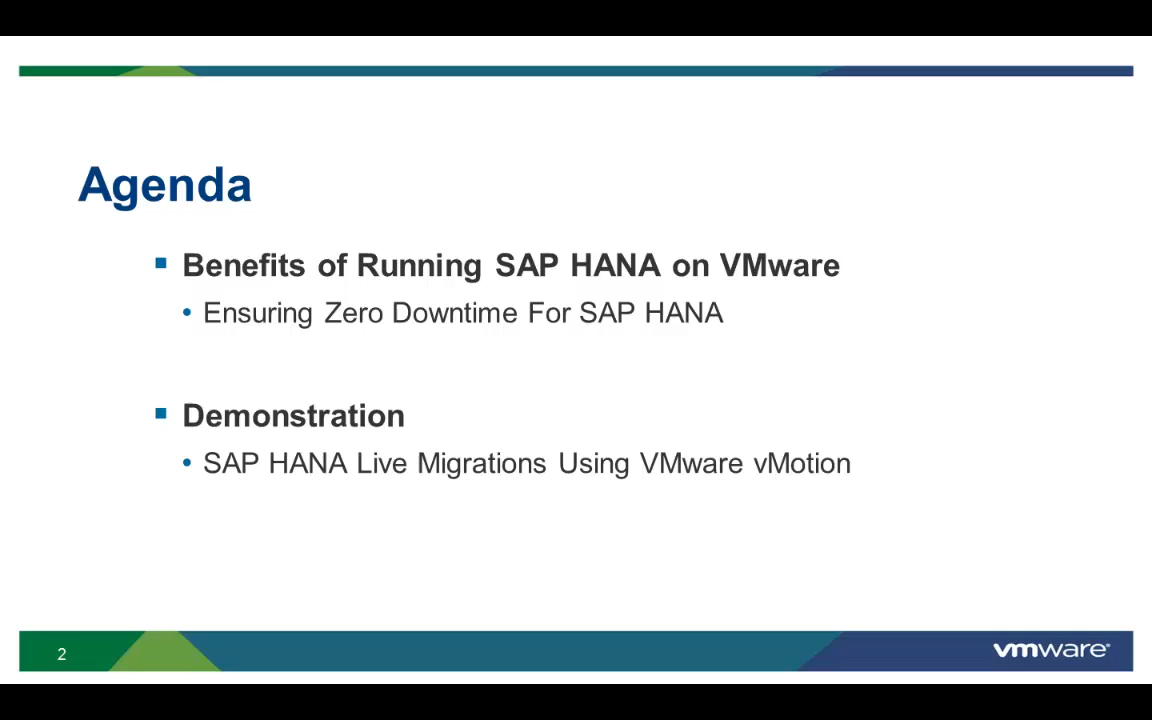 Agenda
▪ Benefits of Running SAP HANA on VMware
• Ensuring Zero Downtime For SAP HANA
▪ Demonstration
• SAP HANA Live Migrations Using VMware vMotion
2
vmware®